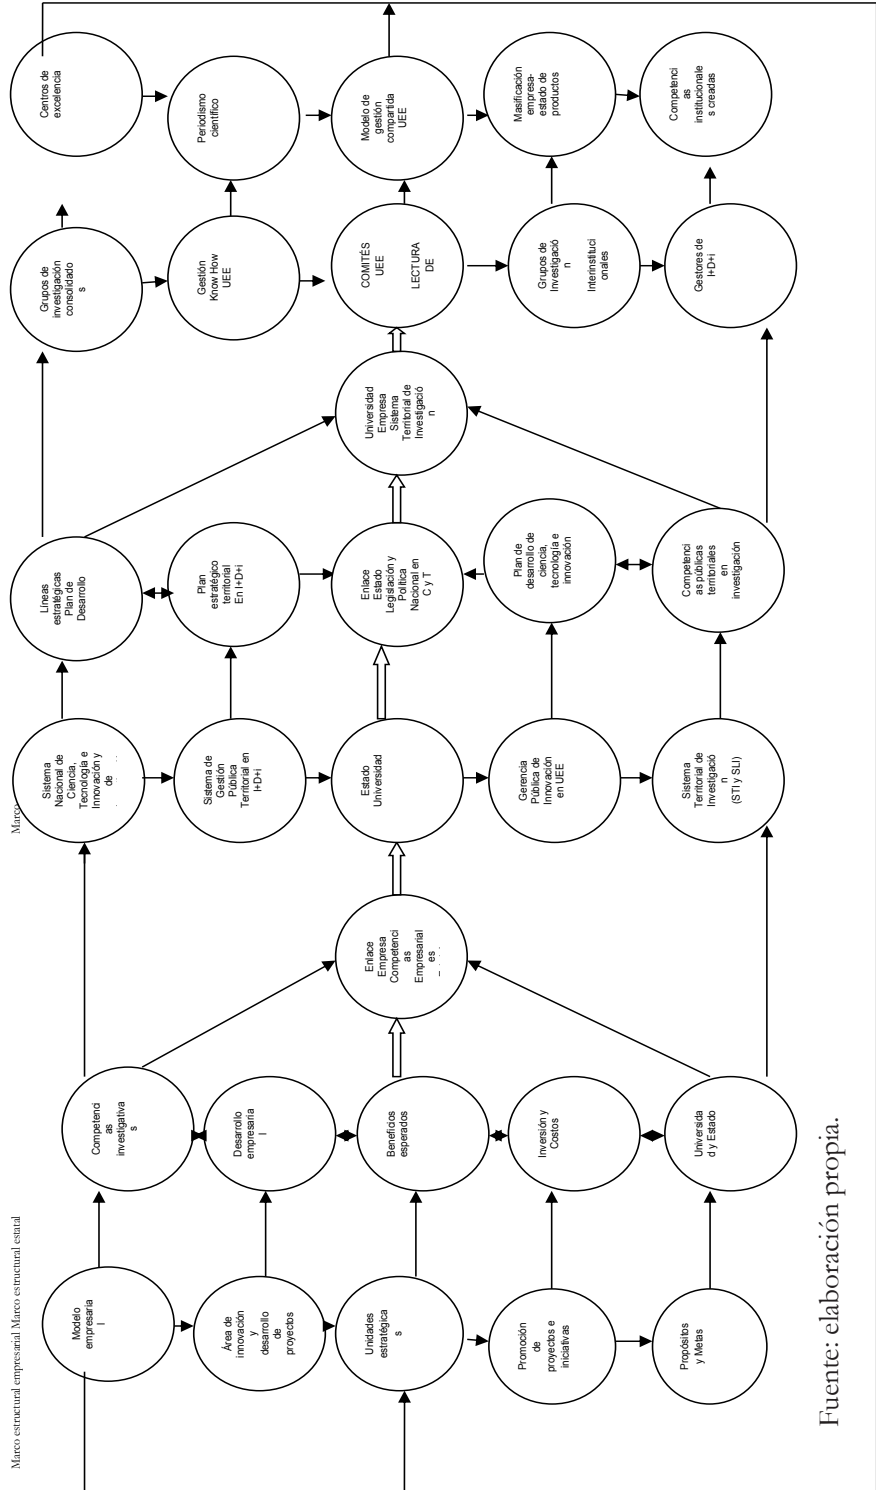 Marco estructural empresarial Marco estructural estatal
Marco
Modelo
empresaria
l
Competenci
as
investigativa
s
Sistema
Nacional de
Ciencia,
Tecnología e
Innovación y
de
Líneas
estratégicas
Plan de
Desarrollo
Grupos de
investigación
consolidado
s
Centros de
excelencia
Área de
innovación
y
desarrollo
de
proyectos
Desarrollo
empresaria
l
Sistema de
Gestión
Pública
Territorial en
I+D+i
Plan
estratégico
territorial
En I+D+i
Gestión
Know How
UEE
Periodismo
científico
Unidades
estratégica
s
Beneficios
esperados
Enlace
Empresa
Competenci
as
Empresarial
es
Estado
Universidad
Enlace
Estado
Legislación y
Política
Nacional en
C y T
Universidad
Empresa
Sistema
Territorial de
Investigació
n
COMITÉS
UEE
LECTURA
DE
Modelo de
gestión
compartida
UEE
Promoción
de
proyectos e
iniciativas
Inversión y
Costos
Gerencia
Pública de
Innovación
en UEE
Plan de
desarrollo de
ciencia,
tecnología e
innovación
Grupos de
Investigació
n
Interinstituci
onales
Masificación
empresa-
estado de
productos
Propósitos
y Metas
Universida
d y Estado
Sistema
Territorial de
Investigació
n
(STI y SLI)
Competenci
as públicas
territoriales
en
investigación
Gestores de
I+D+i
Competenci
as
institucionale
s creadas
Fuente: elaboración propia.